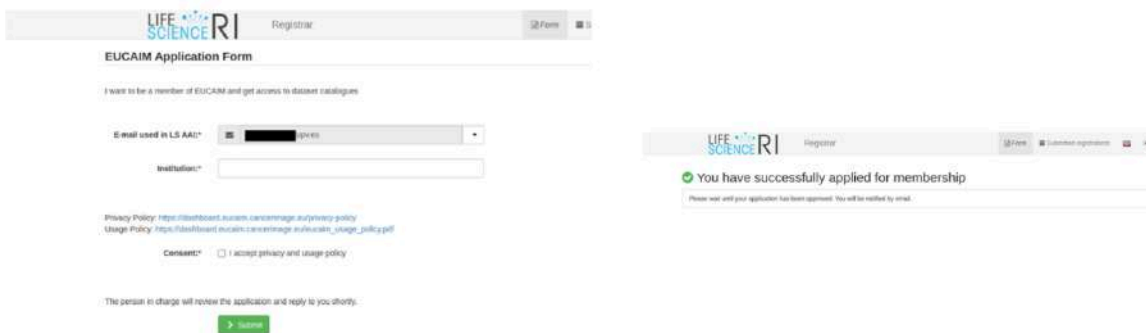 LIFE SCIENCE RI Registrar Form
EUCAIM Application Form
I want to be a member of EUCAIM and get access to dataset catalogues
E-mail used in LS AAI:* upv.es
Institution:*
Privacy Policy: https://dashboard.eucaim.cancerimage.eu/privacy-policy
Usage Policy: https://dashboard.eucaim.cancerimage.eu/eucaim_usage_policy.pdf
Consent:* I accept privacy and usage policy
The person in charge will review the application and reply to you shortly.
Submit
LIFE SCIENCE RI Registrar Form Submitted registrations
You have successfully applied for membership
Please wait until your application has been approved. You will be notified by email.